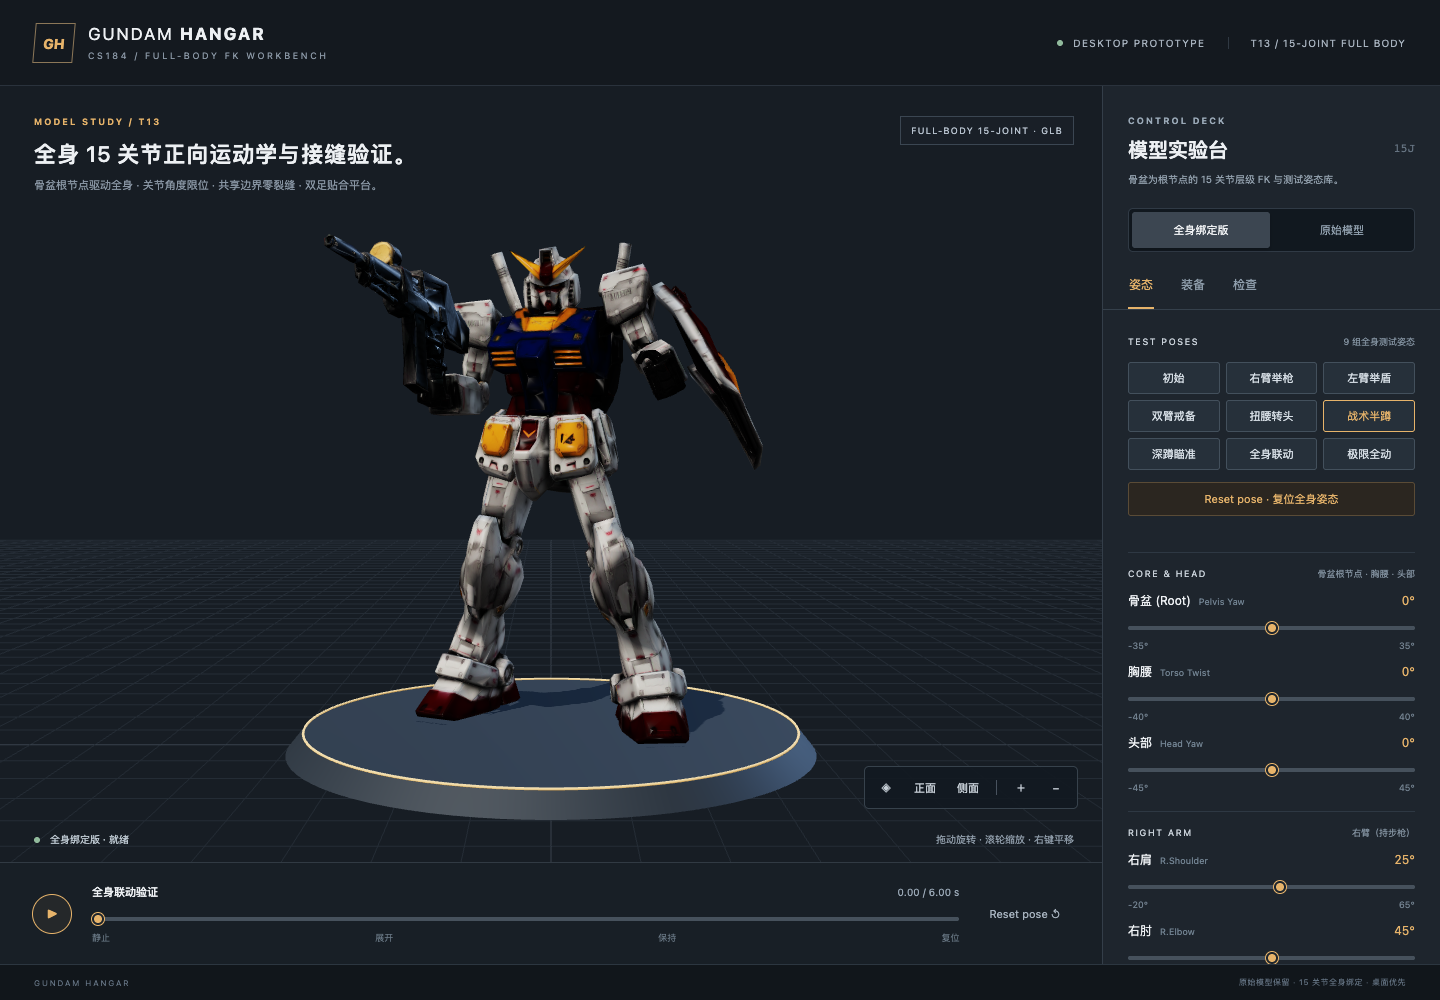 GH
GUNDAM HANGAR
CS184 / FULL-BODY FK WORKBENCH
DESKTOP PROTOTYPE
T13 / 15-JOINT FULL BODY
MODEL STUDY / T13
全身 15 关节正向运动学与接缝验证。
骨盆根节点驱动全身 · 关节角度限位 · 共享边界零裂缝 · 双足贴合平台。
FULL-BODY 15-JOINT · GLB
正面 侧面 + −
全身绑定版 · 就绪
拖动旋转 · 滚轮缩放 · 右键平移
全身联动验证
0.00 / 6.00 s
静止 展开 保持 复位
Reset pose ↺
CONTROL DECK
模型实验台
15J
骨盆为根节点的 15 关节层级 FK 与测试姿态库。
全身绑定版 原始模型
姿态 装备 检查
TEST POSES
9 组全身测试姿态
初始 右臂举枪 左臂举盾
双臂戒备 扭腰转头 战术半蹲
深蹲瞄准 全身联动 极限全动
Reset pose · 复位全身姿态
CORE & HEAD
骨盆根节点 · 胸腰 · 头部
骨盆 (Root) Pelvis Yaw 0°
-35° 35°
胸腰 Torso Twist 0°
-40° 40°
头部 Head Yaw 0°
-45° 45°
RIGHT ARM
右臂（持步枪）
右肩 R.Shoulder 25°
-20° 65°
右肘 R.Elbow 45°
GUNDAM HANGAR
原始模型保留 · 15 关节全身绑定 · 桌面优先